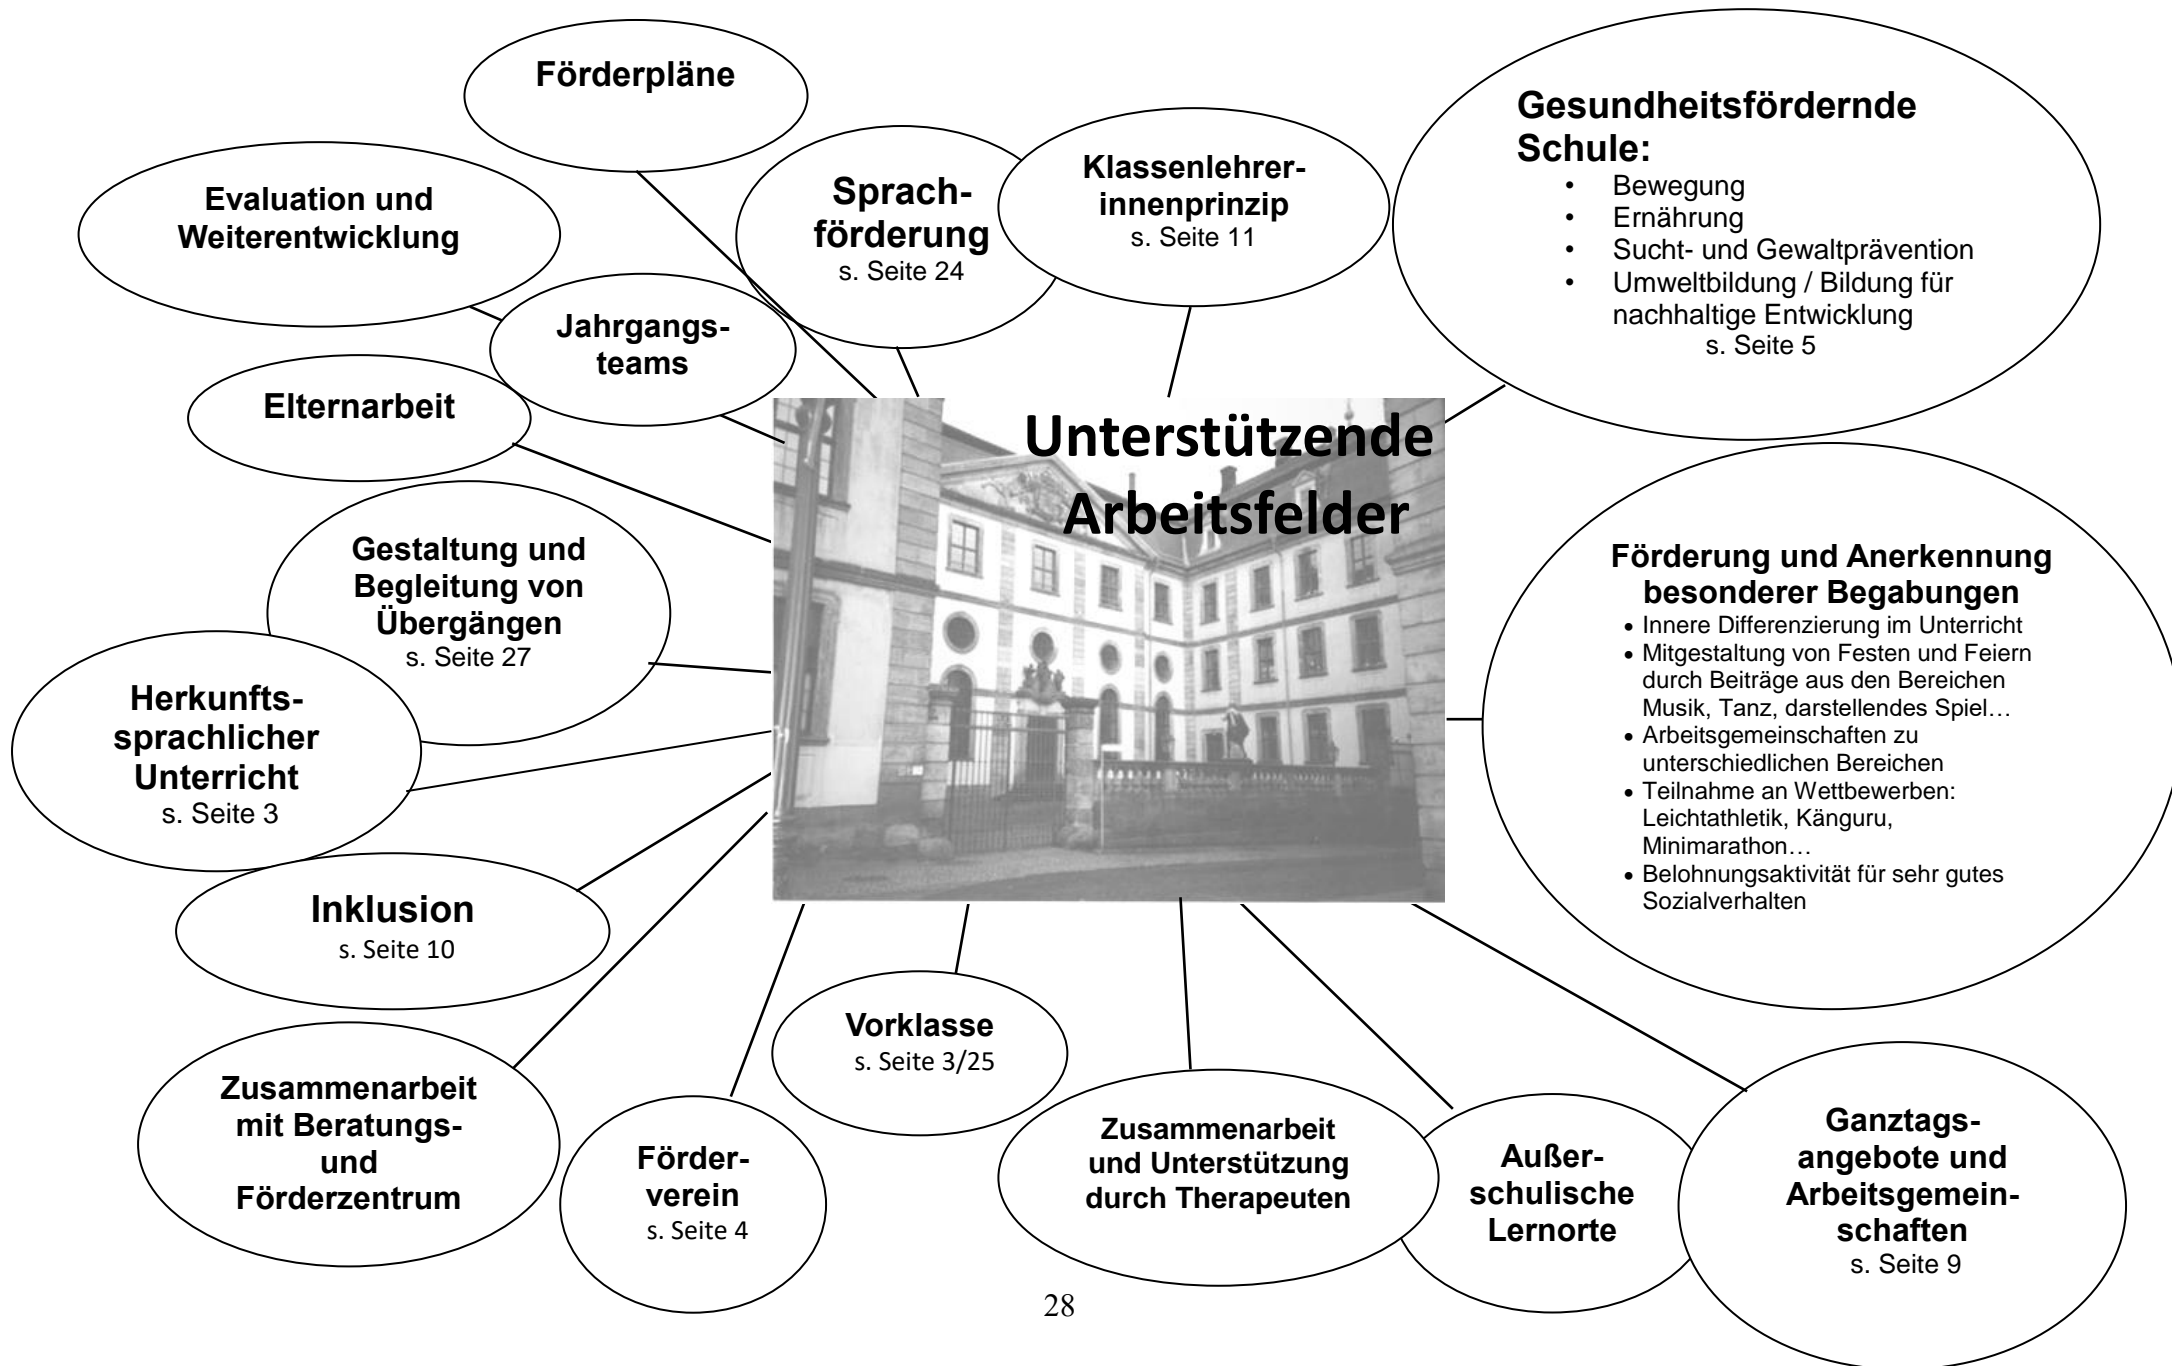 Förderpläne
Evaluation und
Weiterentwicklung
Sprach-
förderung
s. Seite 24
Klassenlehrer-
innenprinzip
s. Seite 11
Gesundheitsfördernde
Schule:
• Bewegung
• Ernährung
• Sucht- und Gewaltprävention
• Umweltbildung / Bildung für
nachhaltige Entwicklung
s. Seite 5
Jahrgangs-
teams
Elternarbeit
Unterstützende
Arbeitsfelder
Gestaltung und
Begleitung von
Übergängen
s. Seite 27
Förderung und Anerkennung
besonderer Begabungen
• Innere Differenzierung im Unterricht
• Mitgestaltung von Festen und Feiern
durch Beiträge aus den Bereichen
Musik, Tanz, darstellendes Spiel…
• Arbeitsgemeinschaften zu
unterschiedlichen Bereichen
• Teilnahme an Wettbewerben:
Leichtathletik, Känguru,
Minimarathon…
• Belohnungsaktivität für sehr gutes
Sozialverhalten
Herkunfts-
sprachlicher
Unterricht
s. Seite 3
Inklusion
s. Seite 10
Zusammenarbeit
mit Beratungs-
und
Förderzentrum
Förder-
verein
s. Seite 4
Vorklasse
s. Seite 3/25
Zusammenarbeit
und Unterstützung
durch Therapeuten
Außer-
schulische
Lernorte
Ganztags-
angebote und
Arbeitsgemein-
schaften
s. Seite 9
28